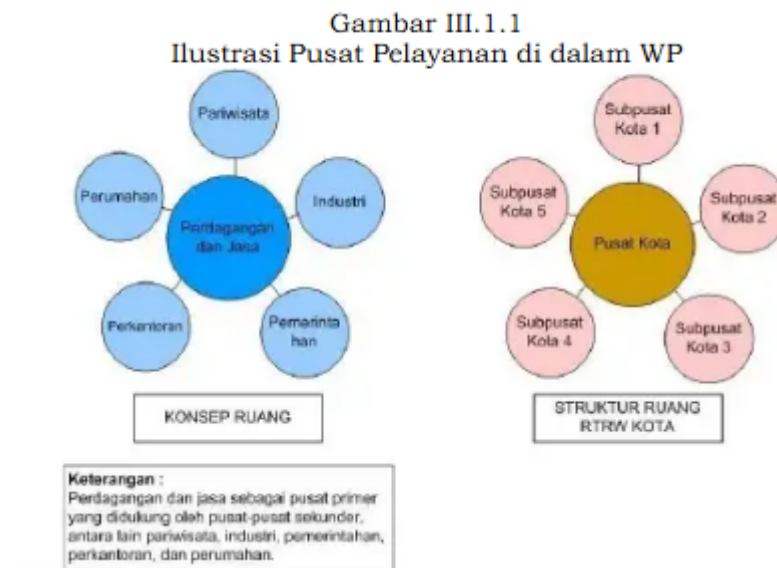 Gambar III.1.1
Ilustrasi Pusat Pelayanan di dalam WP
Pariwisata
Perumahan
Industri
Perdagangan
dan Jasa
Perkantoran
Pemerinta
han
KONSEP RUANG
Keterangan :
Perdagangan dan jasa sebagai pusat primer
yang didukung oleh pusat-pusat sekunder,
antara lain pariwisata, industri, pemerintahan,
perkantoran, dan perumahan.
Subpusat
Kota 1
Subpusat
Kota 5
Subpusat
Kota 2
Pusat Kota
Subpusat
Kota 4
Subpusat
Kota 3
STRUKTUR RUANG
RTRW KOTA